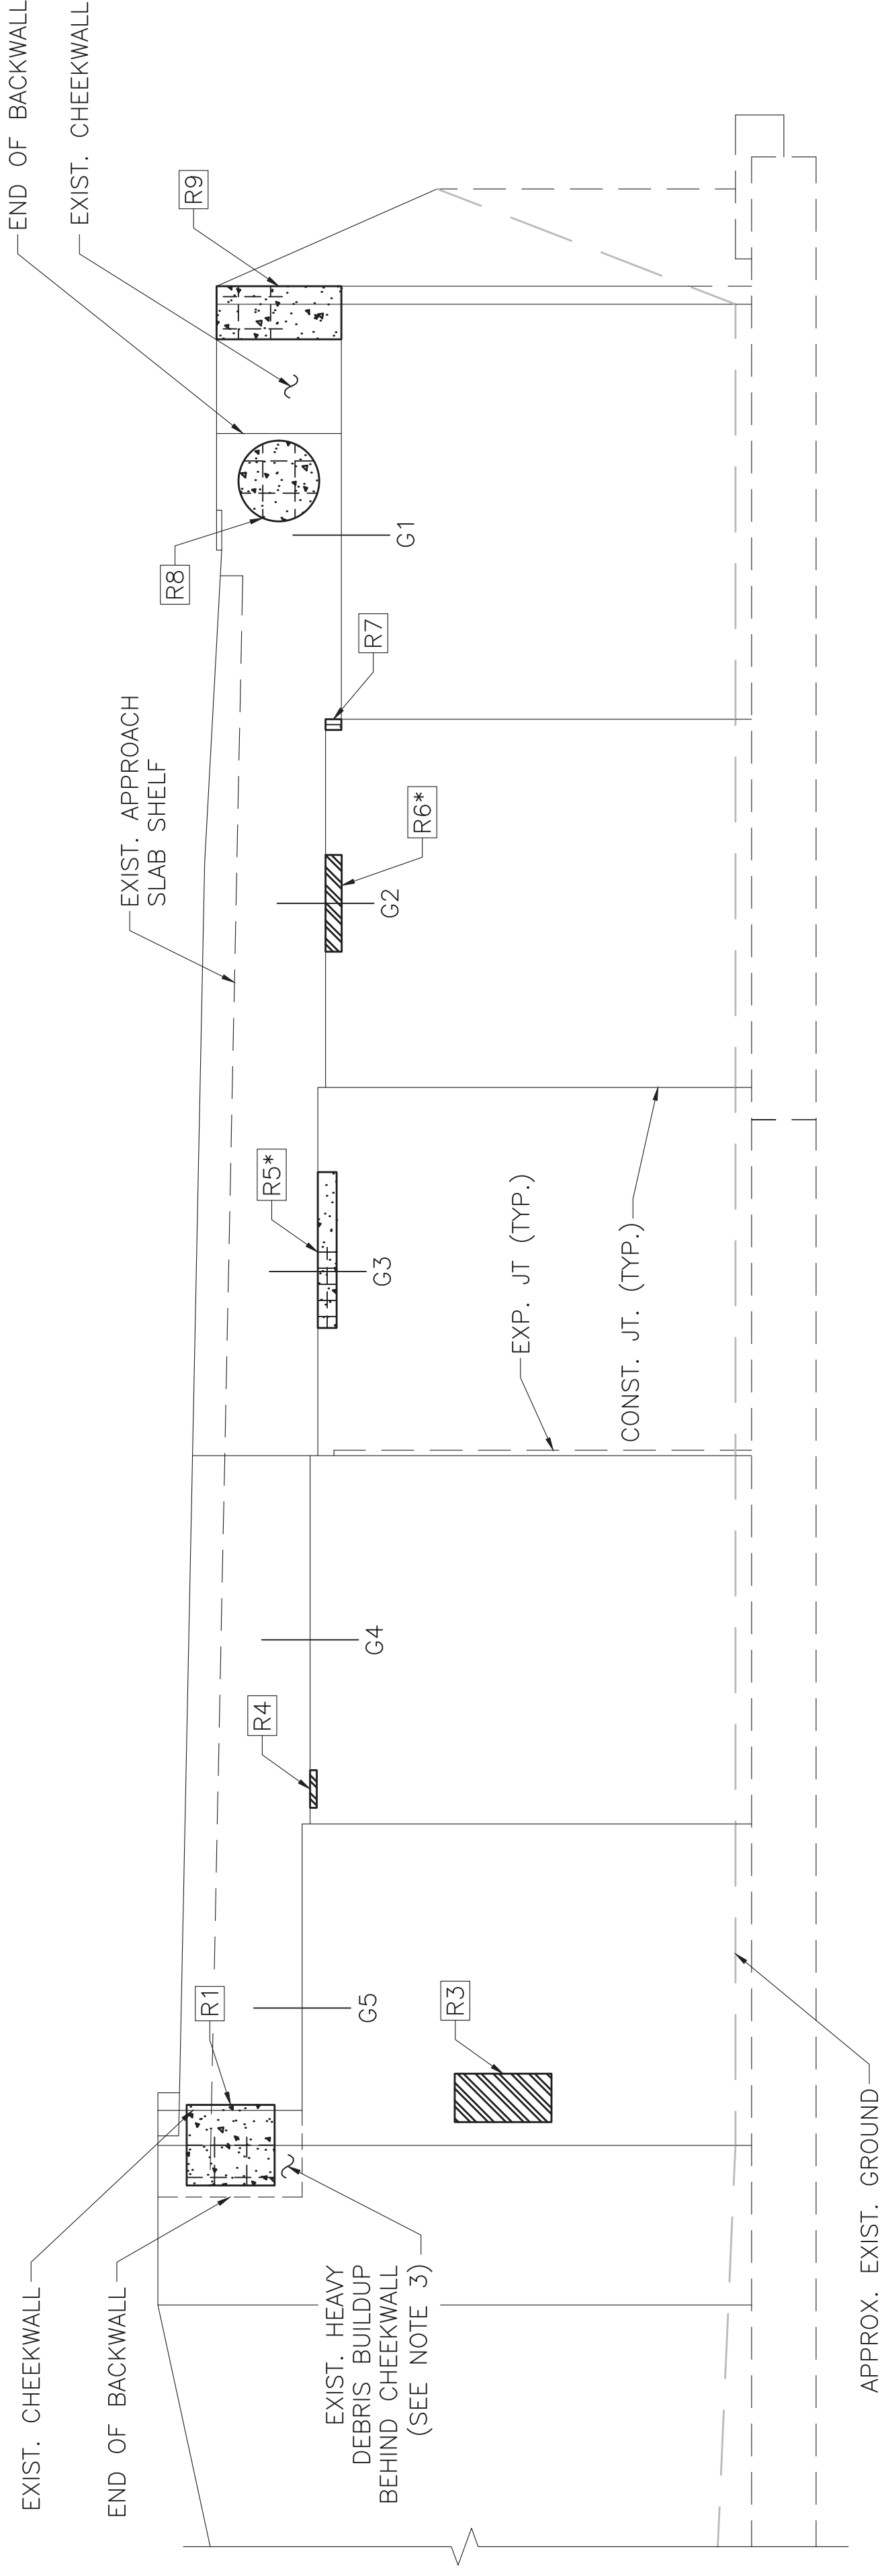 EXIST. CHEEKWALL
END OF BACKWALL
EXIST. HEAVY
DEBRIS BUILDUP
BEHIND CHEEKWALL
(SEE NOTE 3)
R1
G5
R3
APPROX. EXIST. GROUND
R4
G4
EXP. JT (TYP.)
CONST. JT. (TYP.)
R5*
G3
EXIST. APPROACH
SLAB SHELF
G2
R6*
R7
R8
G1
R9
END OF BACKWALL
EXIST. CHEEKWALL